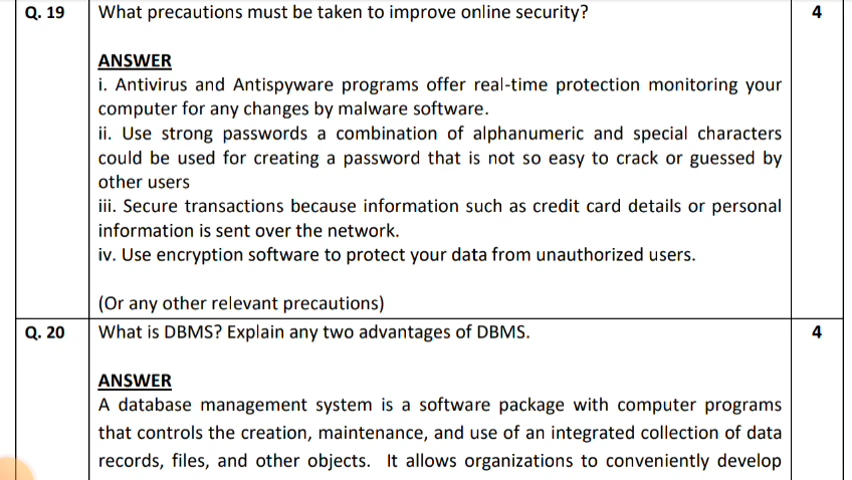 Q. 19 What precautions must be taken to improve online security? 4
ANSWER
i. Antivirus and Antispyware programs offer real-time protection monitoring your
computer for any changes by malware software.
ii. Use strong passwords a combination of alphanumeric and special characters
could be used for creating a password that is not so easy to crack or guessed by
other users
iii. Secure transactions because information such as credit card details or personal
information is sent over the network.
iv. Use encryption software to protect your data from unauthorized users.
(Or any other relevant precautions)
Q. 20 What is DBMS? Explain any two advantages of DBMS. 4
ANSWER
A database management system is a software package with computer programs
that controls the creation, maintenance, and use of an integrated collection of data
records, files, and other objects. It allows organizations to conveniently develop